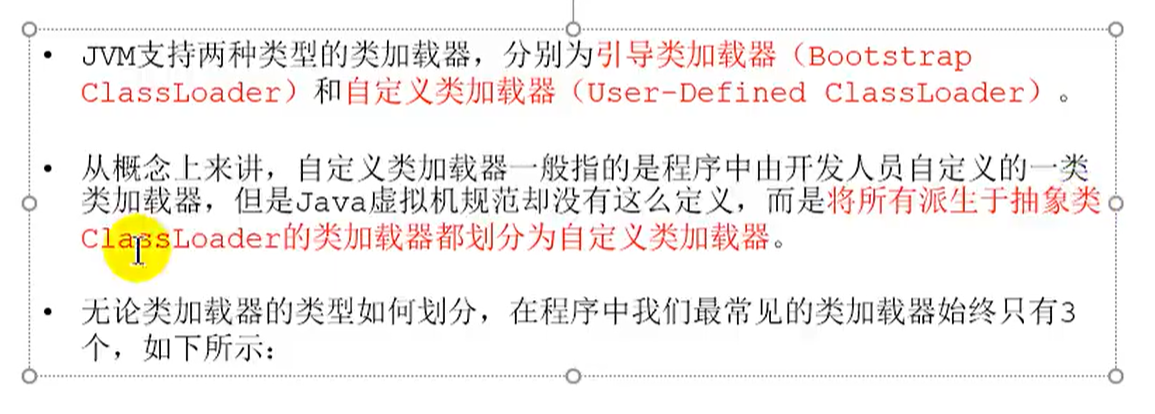 • JVM支持两种类型的类加载器，分别为引导类加载器（Bootstrap
ClassLoader）和自定义类加载器（User-Defined ClassLoader）。
• 从概念上来讲，自定义类加载器一般指的是程序中由开发人员自定义的一类
类加载器，但是Java虚拟机规范却没有这么定义，而是将所有派生于抽象类
ClassLoader的类加载器都划分为自定义类加载器。
• 无论类加载器的类型如何划分，在程序中我们最常见的类加载器始终只有3
个，如下所示：